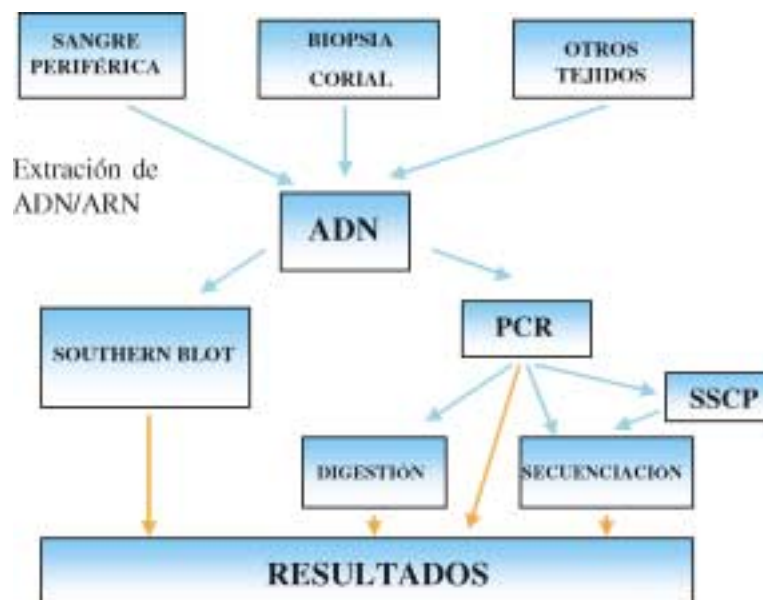 SANGRE
PERIFÉRICA
BIOPSIA
CORIAL
OTROS
TEJIDOS
Extración de
ADN/ARN
ADN
SOUTHERN BLOT
PCR
SSCP
DIGESTIÓN
SECUENCIACION
RESULTADOS